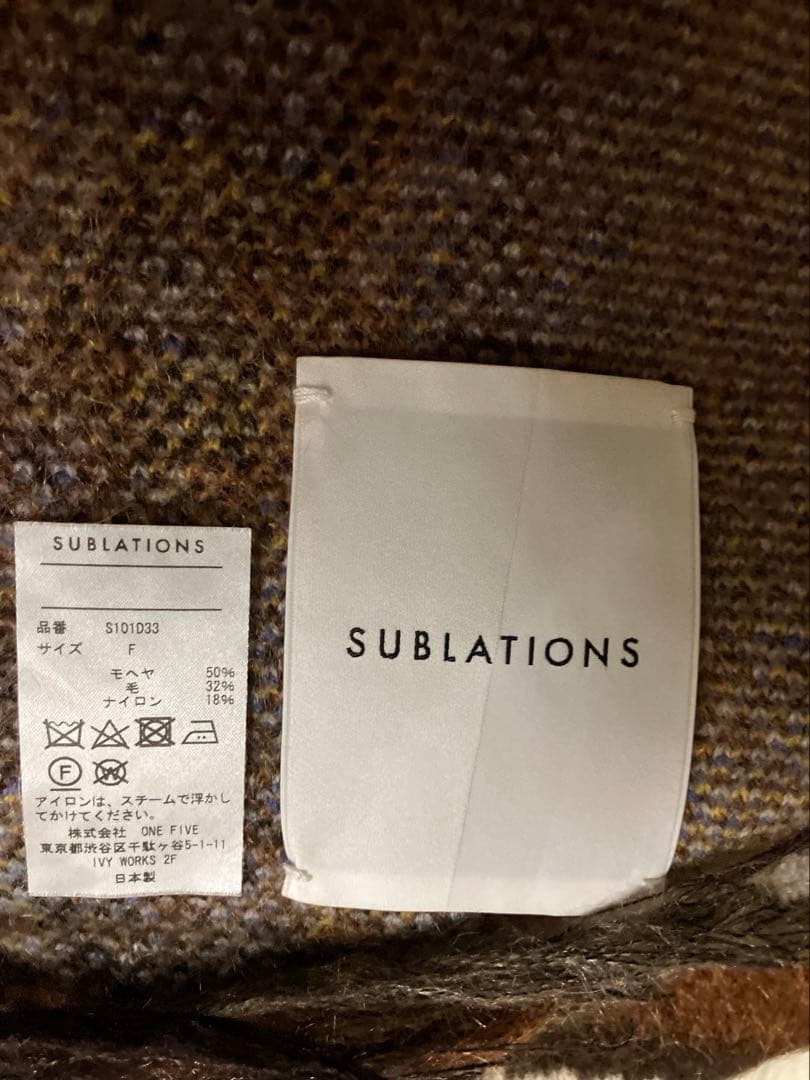 SUBLATIONS
品番 S101D33
サイズ F
モヘヤ 50%
毛 32%
ナイロン 18%
F W
アイロンは、スチームで浮かし
てかけてください。
株式会社 ONE FIVE
東京都渋谷区千駄ヶ谷5-1-11
IVY WORKS 2F
日本製
SUBLATIONS